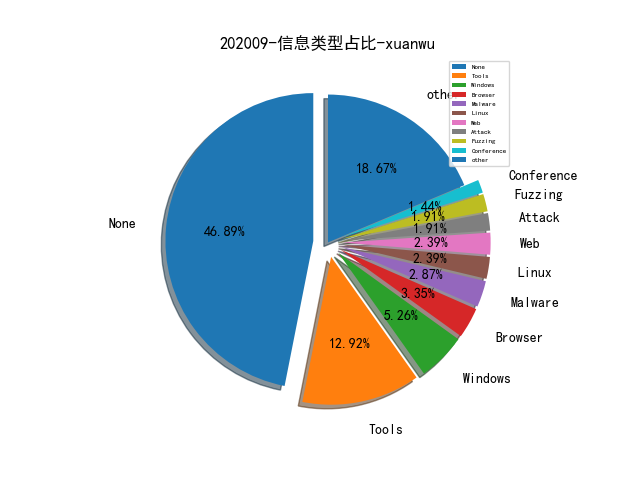 202009-信息类型占比-xuanwu
None
Tools
Windows
Browser
Malware
Linux
Web
Attack
Fuzzing
Conference
other
othe
18.67%
Conference
1.44%
Fuzzing
1.91%
Attack
1.91%
None
46.89%
Web
2.39%
2.39%
Linux
2.87%
Malware
3.35%
Browser
5.26%
12.92%
Windows
Tools